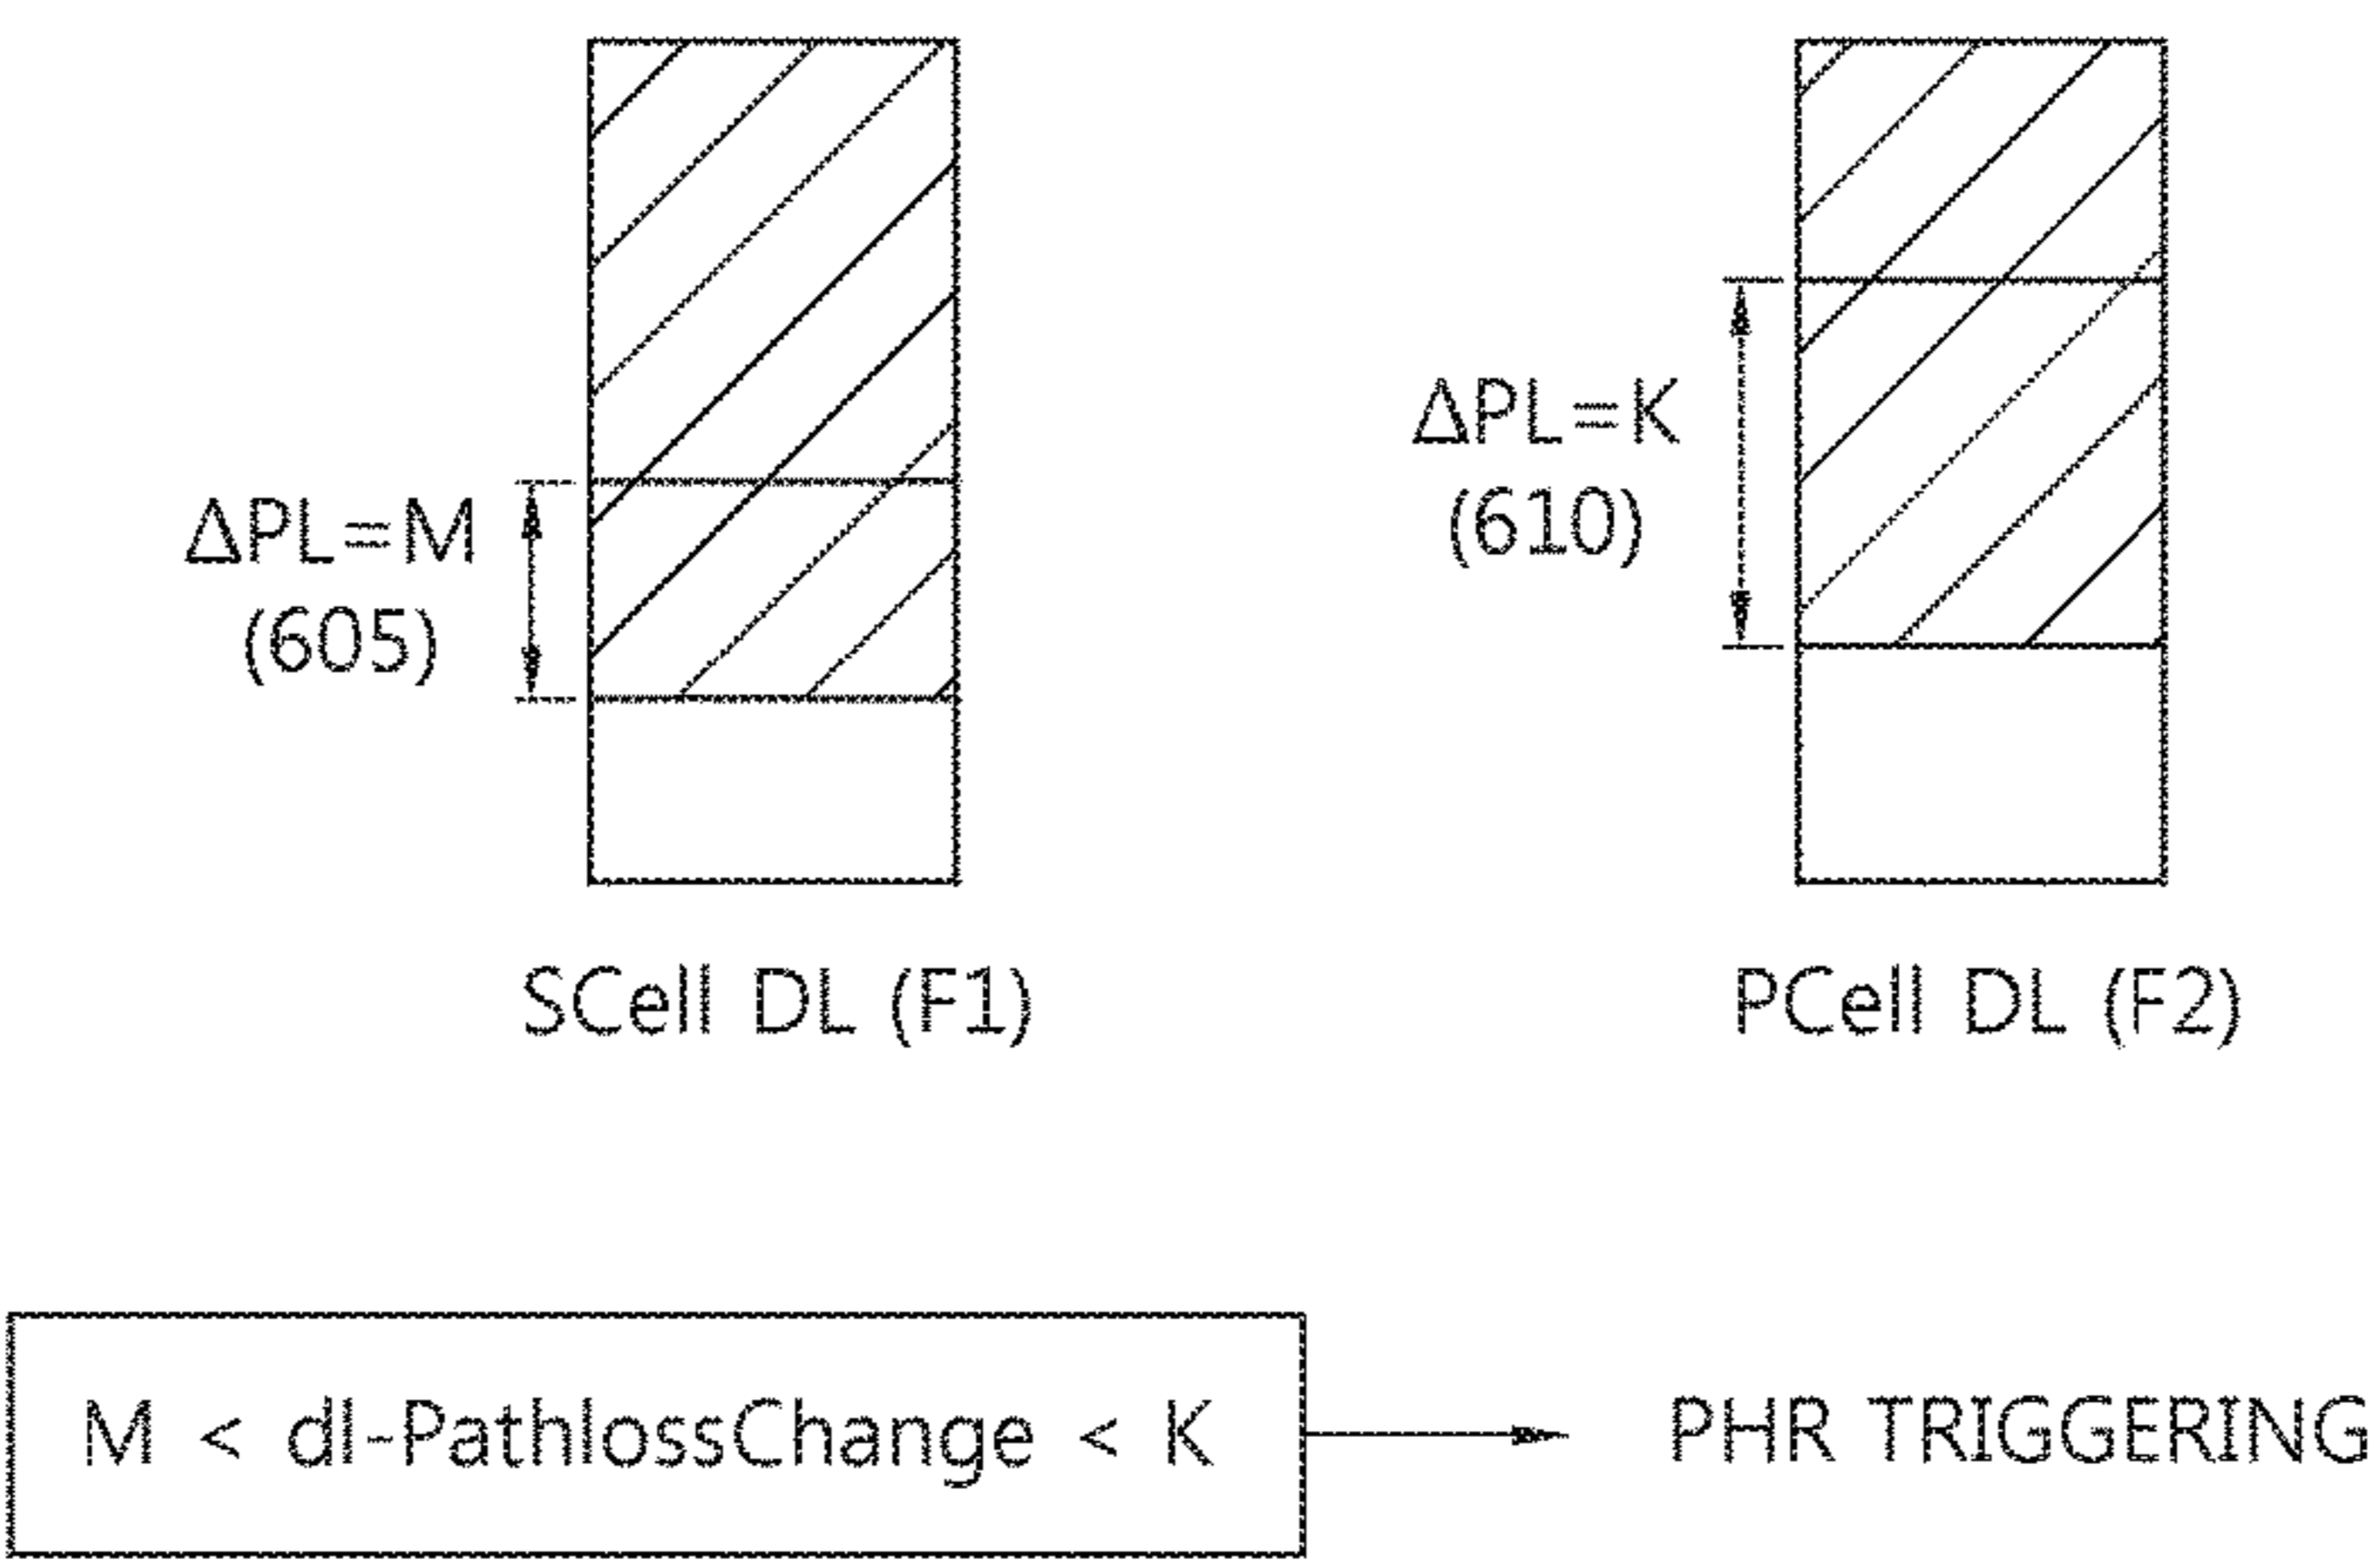 ΔPL=M
(605)
ΔPL=K
(610)
SCell DL (F1)
PCell DL (F2)
M < dl-PathlossChange < K
PHR TRIGGERING